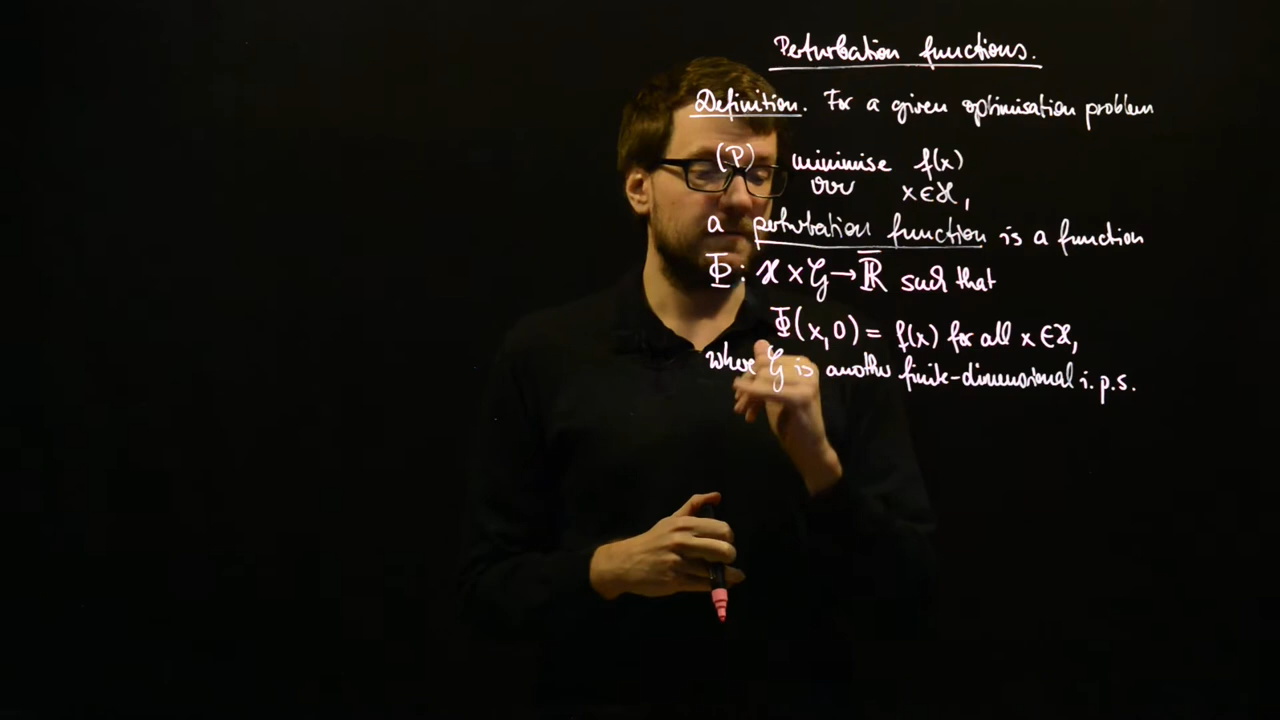 Perturbation functions.
Definition. For a given optimisation problem
(P) minimise f(x)
over x∈𝒳,
a perturbation function is a function
Φ: 𝒳 × 𝒢 → ℝ̅ such that
Φ(x,0) = f(x) for all x ∈ 𝒳,
where 𝒢 is another finite-dimensional i.p.s.